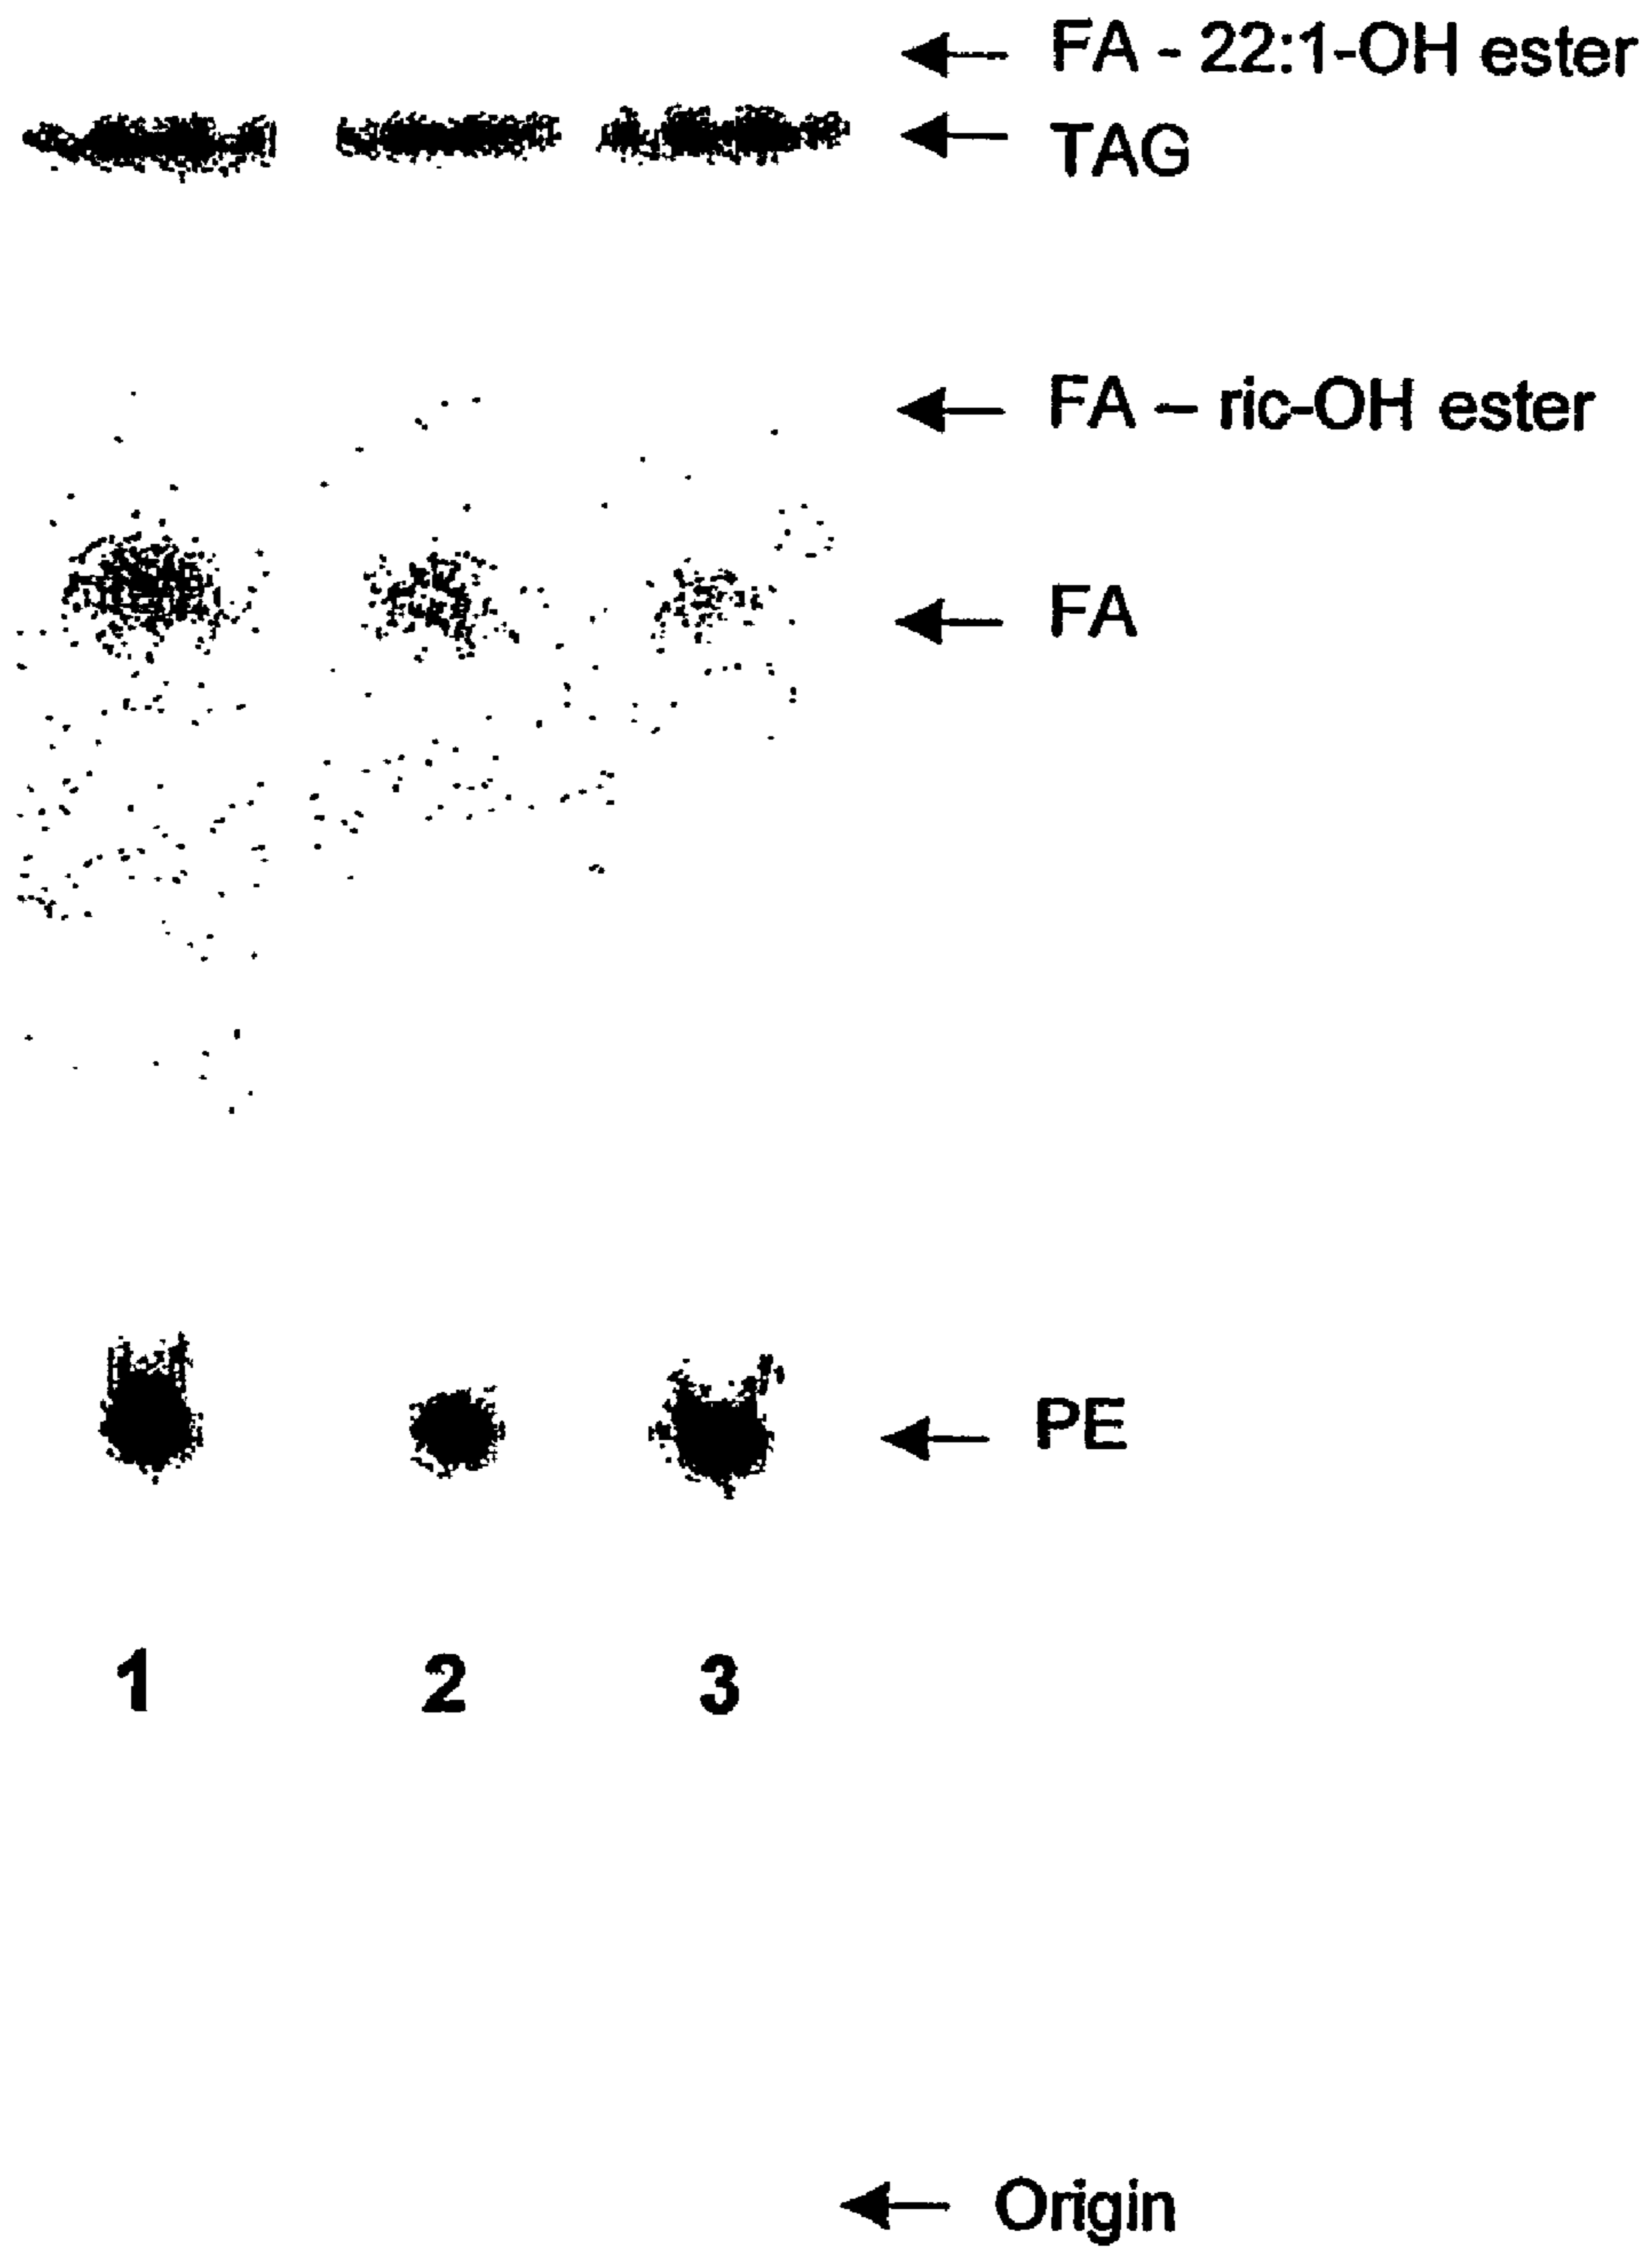 FA - 22:1-OH ester
TAG
FA – ric-OH ester
FA
PE
1 2 3
Origin